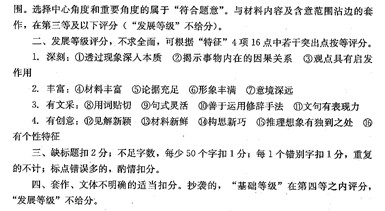 围。选择中心角度和重要角度的属于“符合题意”。与材料内容及含意范围沾边的套
作，在第三等及以下评分（“发展等级”不给分）。
二、发展等级评分，不求全面，可根据“特征”4项16点中若干突出点按等评分。
1. 深刻：①透过现象深入本质  ②揭示事物内在的因果关系  ③观点具有启发
作用
2. 丰富：④材料丰富  ⑤论据充足  ⑥形象丰满  ⑦意境深远
3. 有文采：⑧用词贴切  ⑨句式灵活  ⑩善于运用修辞手法  ⑪文句有表现力
4. 有创意：⑫见解新颖  ⑬材料新鲜  ⑭构思新巧  ⑮推理想象有独到之处  ⑯
有个性特征
三、缺标题扣2分；不足字数，每少50个字扣1分；每1个错别字扣1分，重复
的不计；标点错误多的，酌情扣分。
四、套作、文体不明确的适当扣分。抄袭的，“基础等级”在第四等之内评分，
“发展等级”不给分。